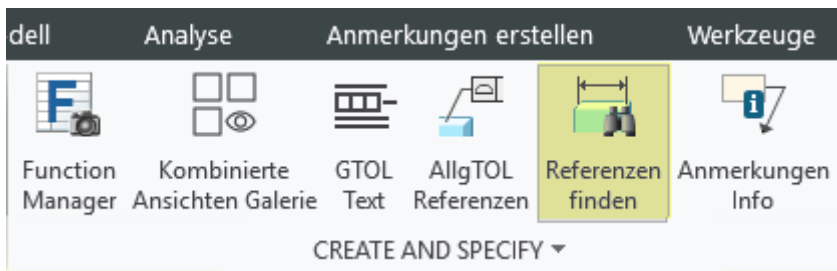 dell Analyse Anmerkungen erstellen Werkzeuge
Function Kombinierte GTOL AllgTOL Referenzen Anmerkungen
Manager Ansichten Galerie Text Referenzen finden Info
CREATE AND SPECIFY